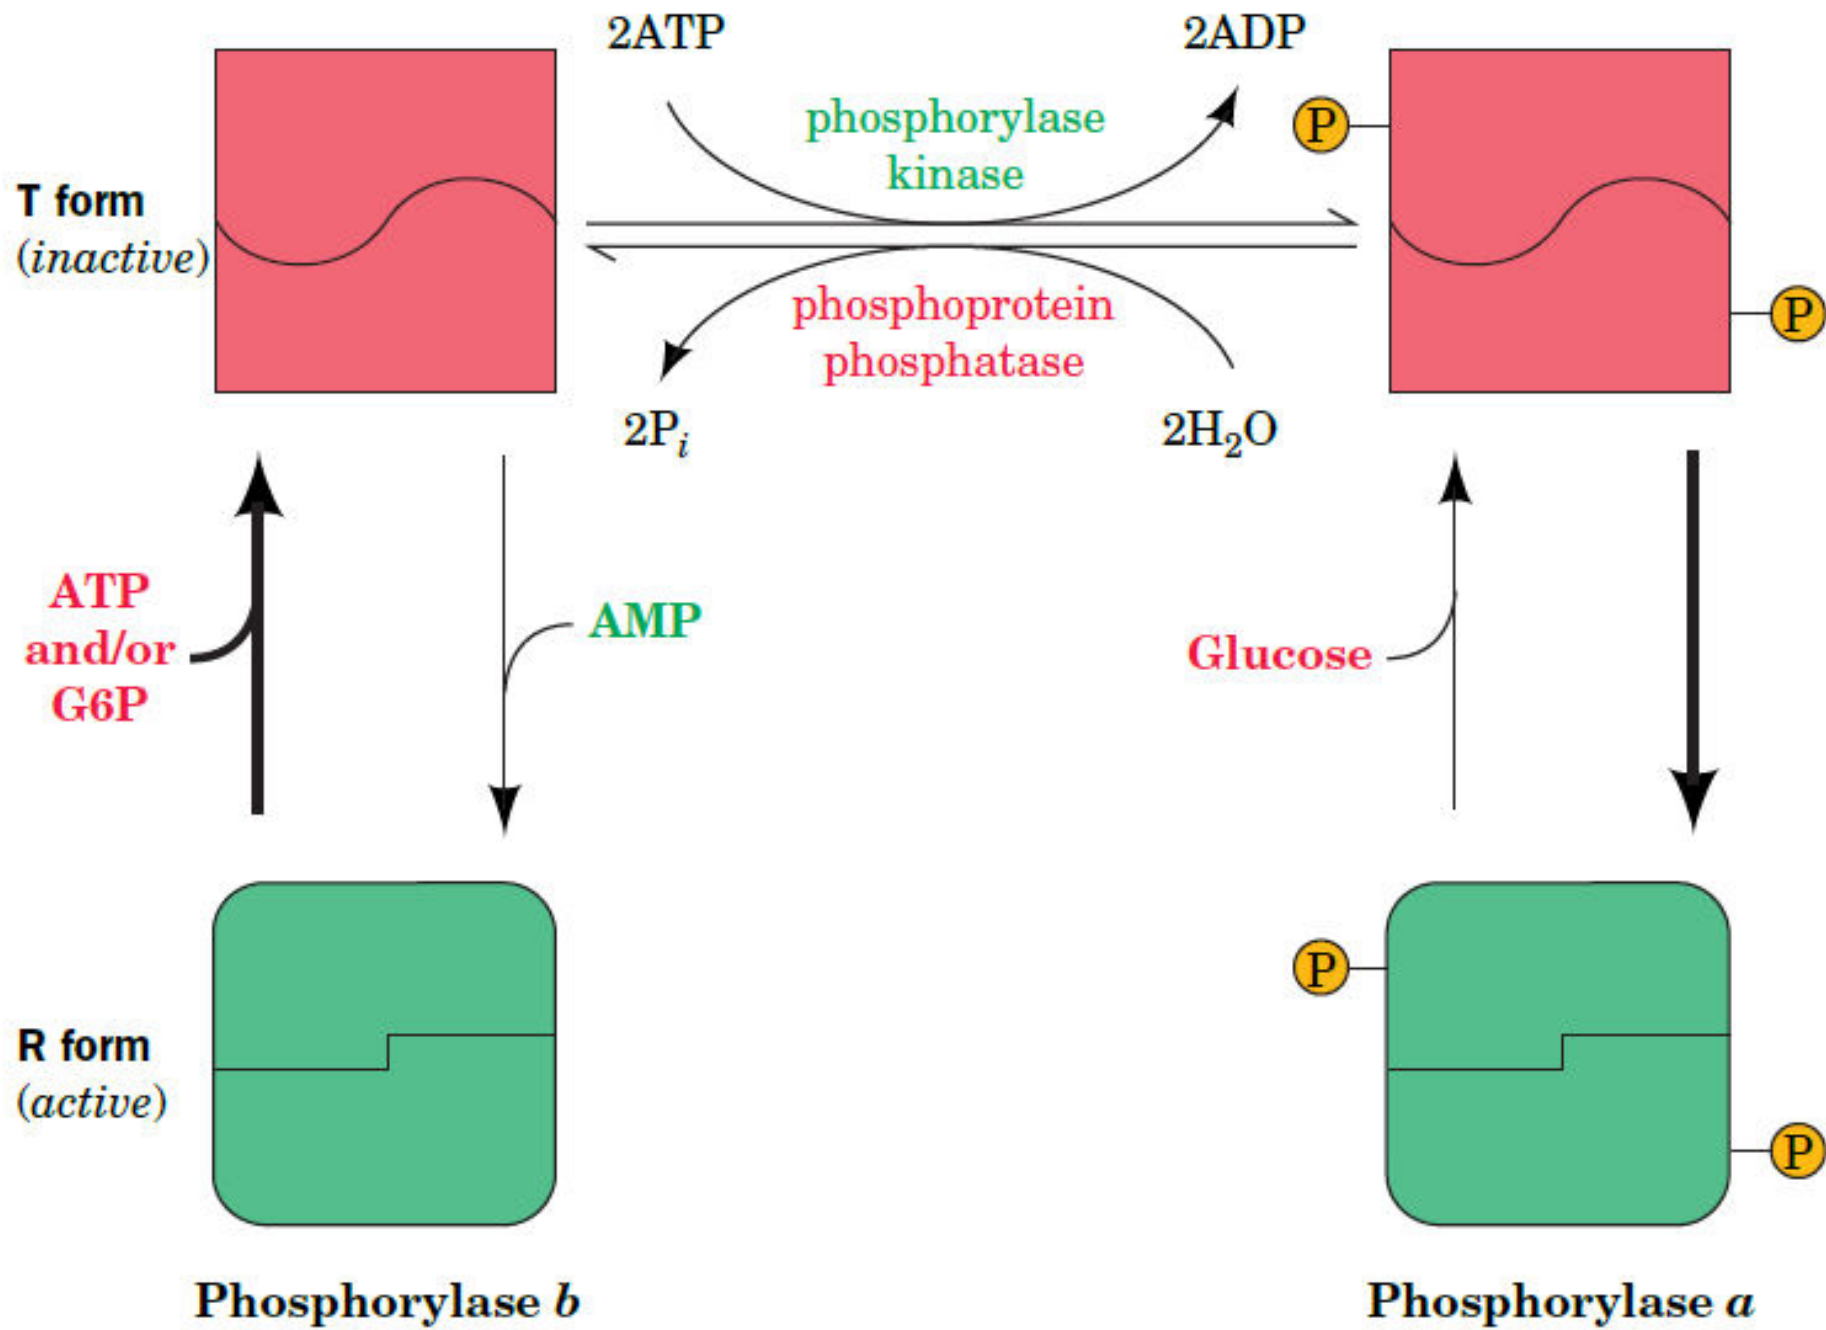 2ATP
2ADP
phosphorylase
kinase
P
T form
(inactive)
phosphoprotein
phosphatase
P
2Pi
2H2O
ATP
and/or
G6P
AMP
Glucose
P
R form
(active)
P
Phosphorylase b
Phosphorylase a